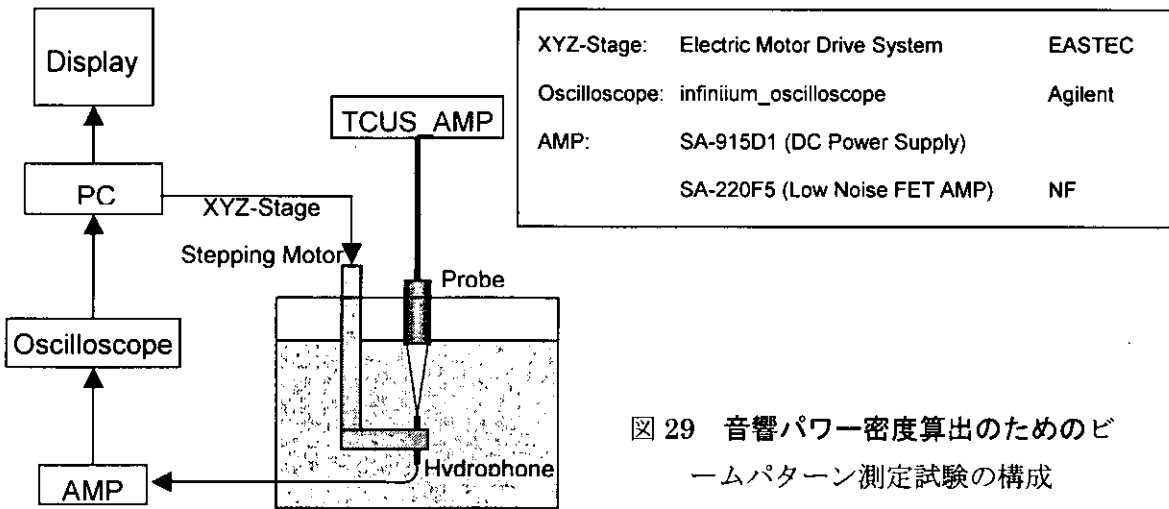 Display
TCUS_AMP
PC
XYZ-Stage
Stepping Motor
Probe
Oscilloscope
Hydrophone
AMP
XYZ-Stage: Electric Motor Drive System EASTEC
Oscilloscope: infiniium_oscilloscope Agilent
AMP: SA-915D1 (DC Power Supply)
SA-220F5 (Low Noise FET AMP) NF
図 29 音響パワー密度算出のためのビ
ームパターン測定試験の構成